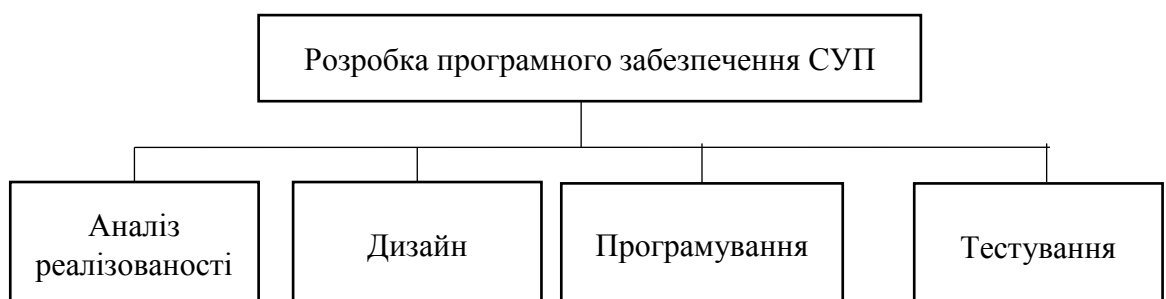 Розробка програмного забезпечення СУП
Аналіз
реалізованості
Дизайн
Програмування
Тестування